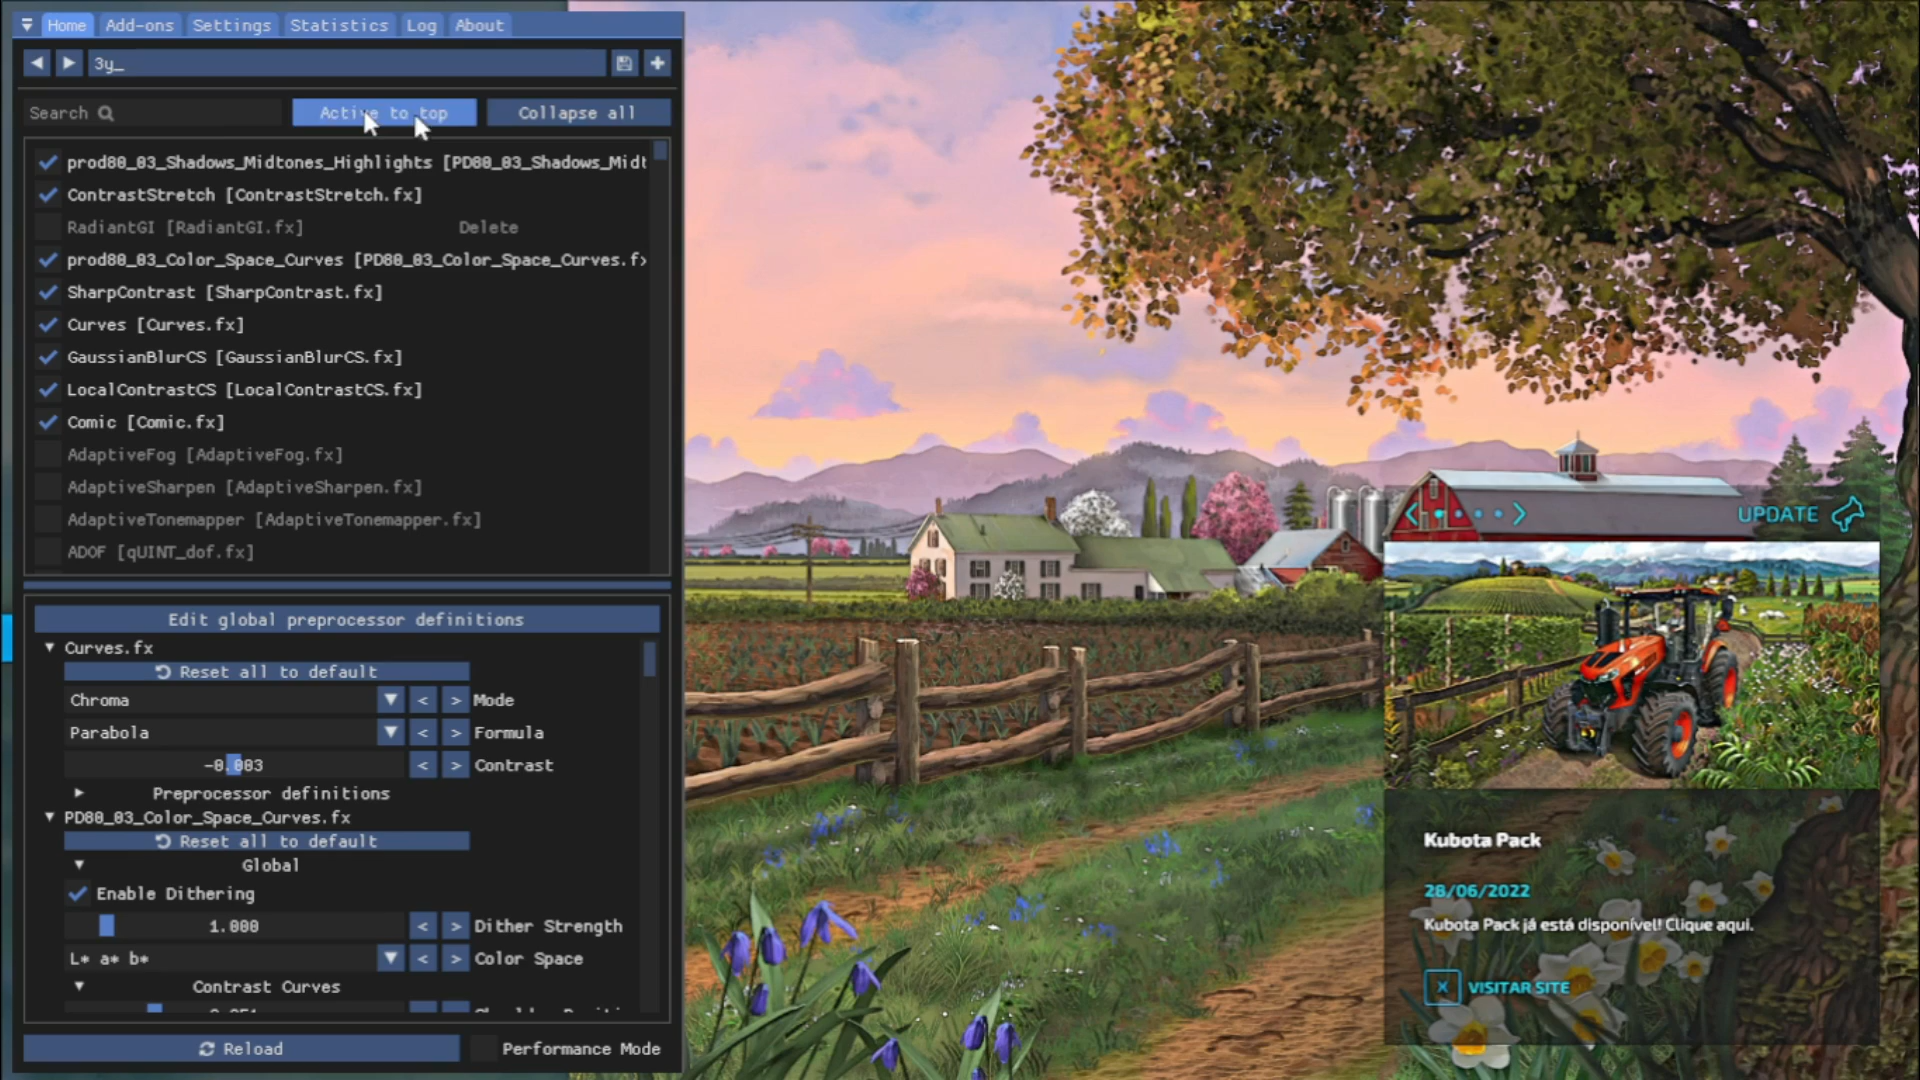 Home Add-ons Settings Statistics Log About
3y_
Search Active to top Collapse all
prod80_03_Shadows_Midtones_Highlights [PD80_03_Shadows_Midt
ContrastStretch [ContrastStretch.fx]
RadiantGI [RadiantGI.fx] Delete
prod80_03_Color_Space_Curves [PD80_03_Color_Space_Curves.fx
SharpContrast [SharpContrast.fx]
Curves [Curves.fx]
GaussianBlurCS [GaussianBlurCS.fx]
LocalContrastCS [LocalContrastCS.fx]
Comic [Comic.fx]
AdaptiveFog [AdaptiveFog.fx]
AdaptiveSharpen [AdaptiveSharpen.fx]
AdaptiveTonemapper [AdaptiveTonemapper.fx]
ADOF [qUINT_dof.fx]
Edit global preprocessor definitions
Curves.fx
Reset all to default
Chroma < > Mode
Parabola < > Formula
-0.003 < > Contrast
Preprocessor definitions
PD80_03_Color_Space_Curves.fx
Reset all to default
Global
Enable Dithering
1.000 < > Dither Strength
L* a* b* < > Color Space
Contrast Curves
Reload Performance Mode
UPDATE
Kubota Pack
28/06/2022
Kubota Pack já está disponível! Clique aqui.
X VISITAR SITE